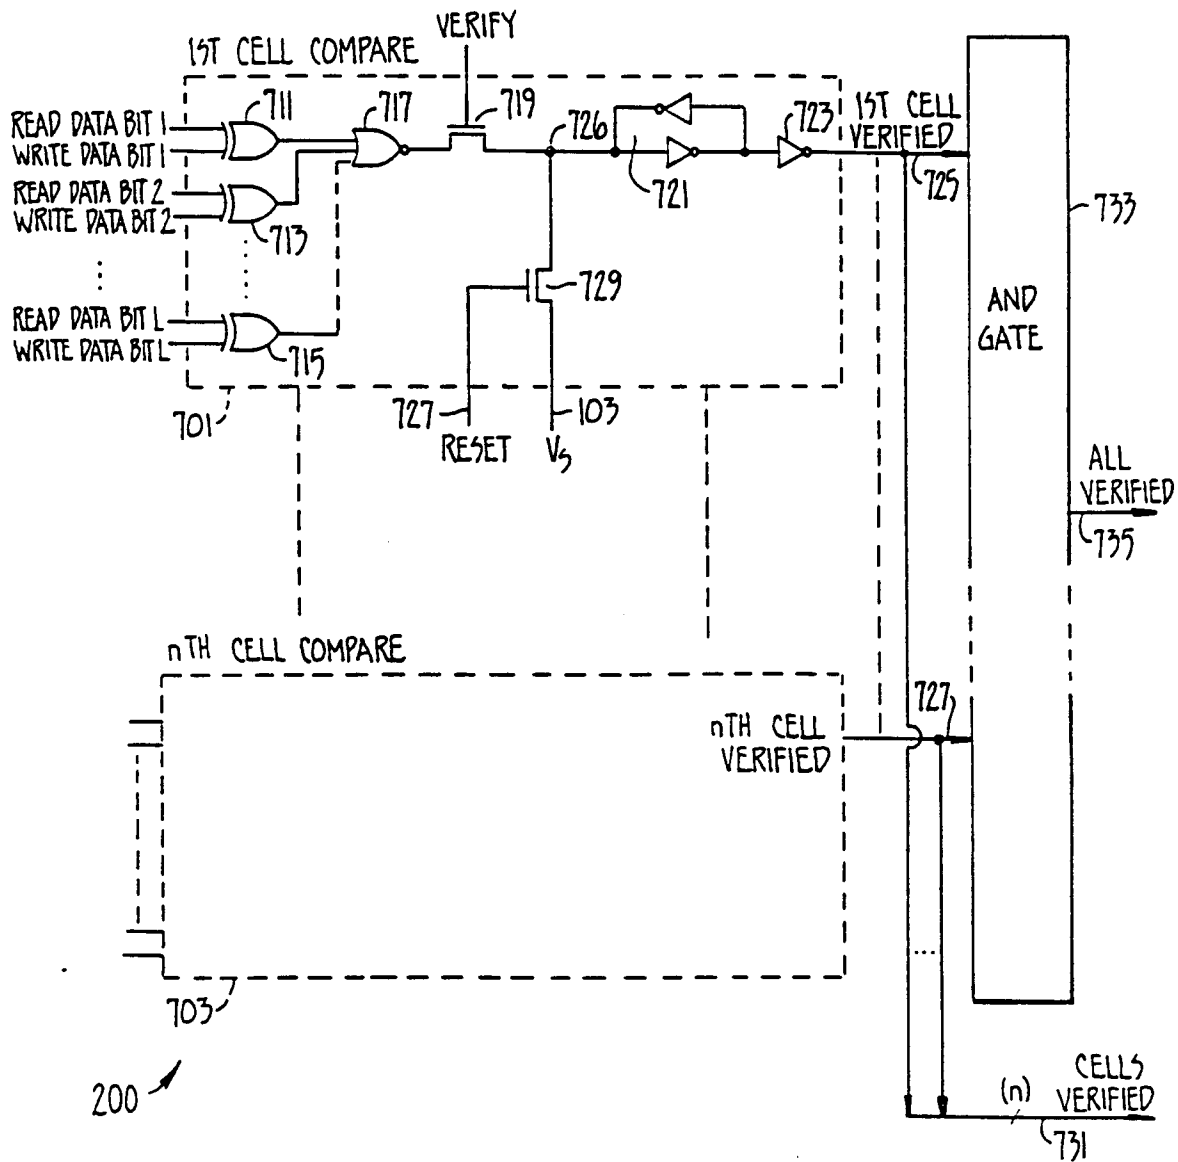 VERIFY
1ST CELL COMPARE
711
717
719
726
723
1ST CELL
VERIFIED
READ DATA BIT 1
WRITE DATA BIT 1
721
725
READ DATA BIT 2
WRITE DATA BIT 2
713
733
729
AND
GATE
READ DATA BIT L
WRITE DATA BIT L
715
701
727
103
RESET
VS
ALL
VERIFIED
735
nTH CELL COMPARE
727
nTH CELL
VERIFIED
703
200
(n)
CELLS
VERIFIED
731